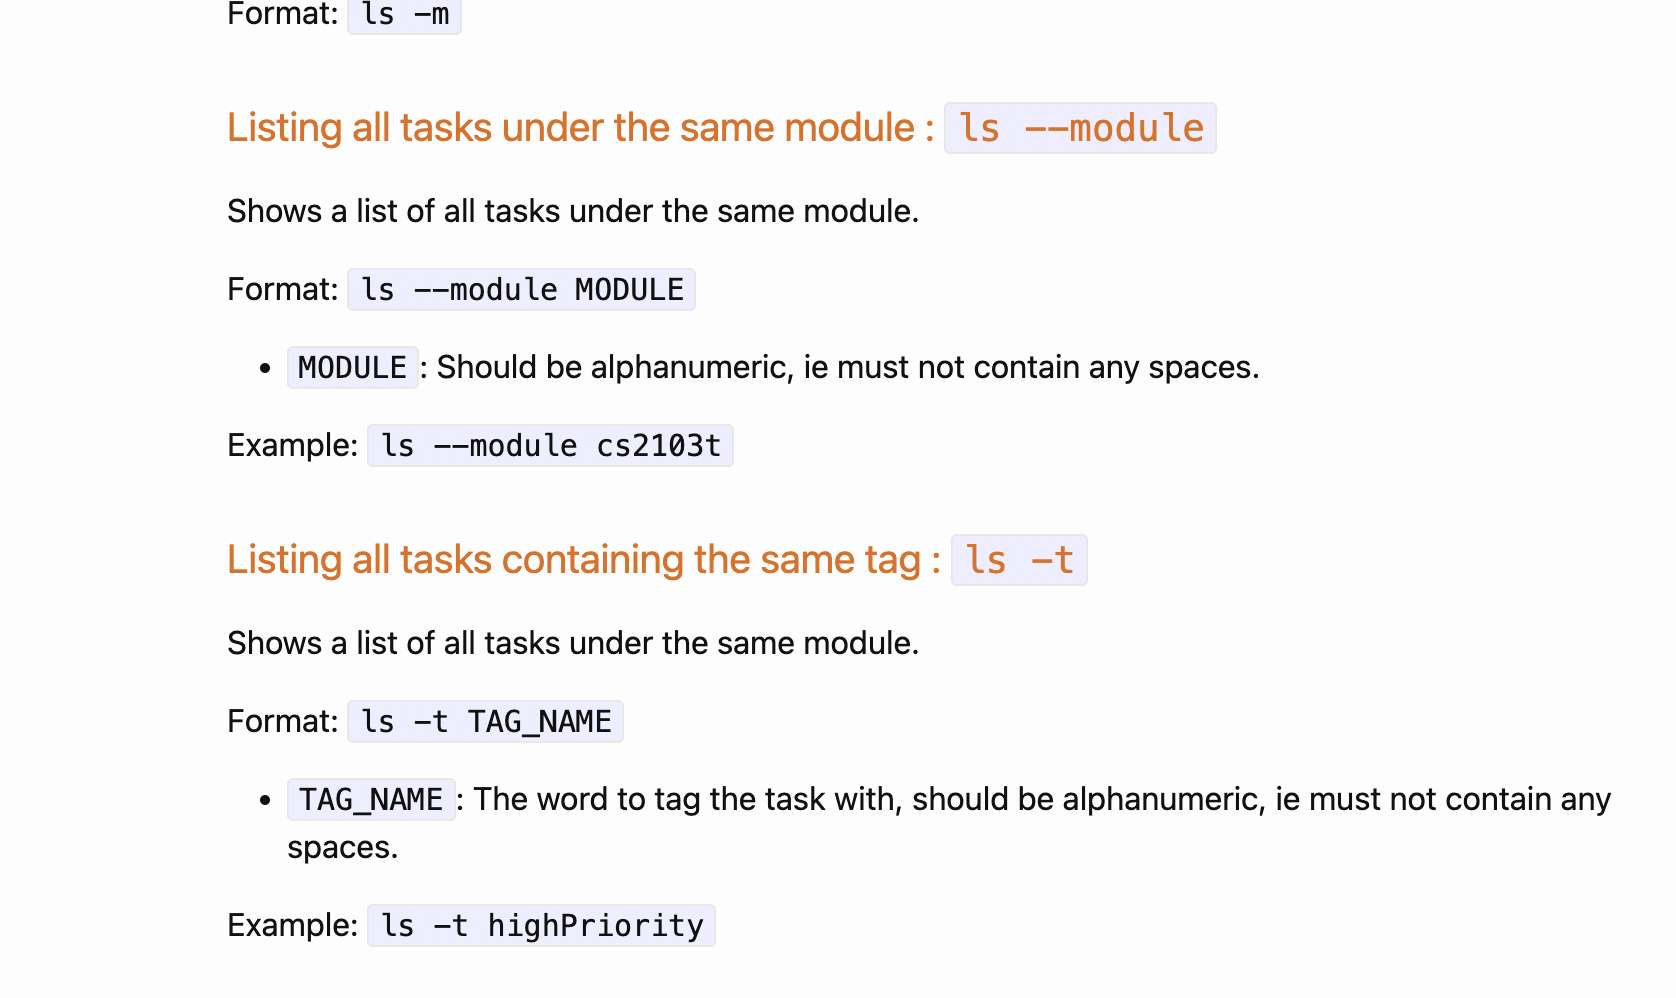 Format: ls -m
Listing all tasks under the same module : ls --module
Shows a list of all tasks under the same module.
Format: ls --module MODULE
• MODULE: Should be alphanumeric, ie must not contain any spaces.
Example: ls --module cs2103t
Listing all tasks containing the same tag : ls -t
Shows a list of all tasks under the same module.
Format: ls -t TAG_NAME
• TAG_NAME: The word to tag the task with, should be alphanumeric, ie must not contain any
spaces.
Example: ls -t highPriority